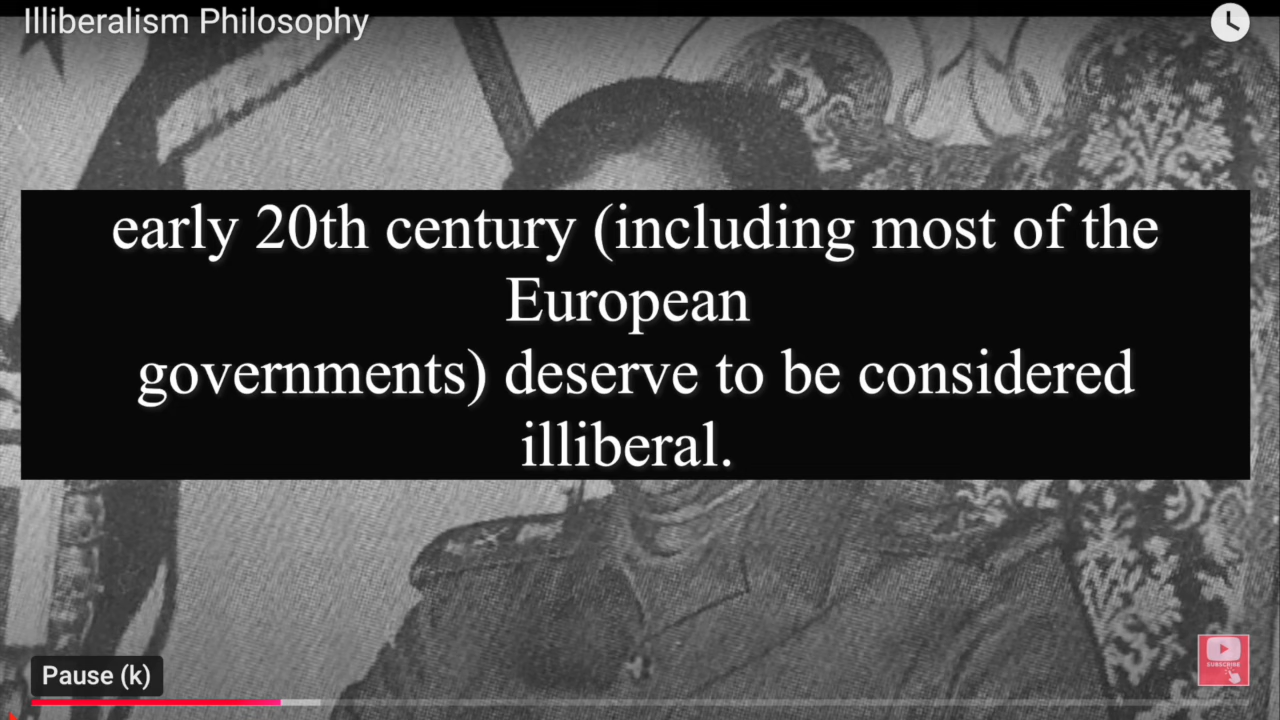 Illiberalism Philosophy
early 20th century (including most of the
European
governments) deserve to be considered
illiberal.
SUBSCRIBE
Pause (k)